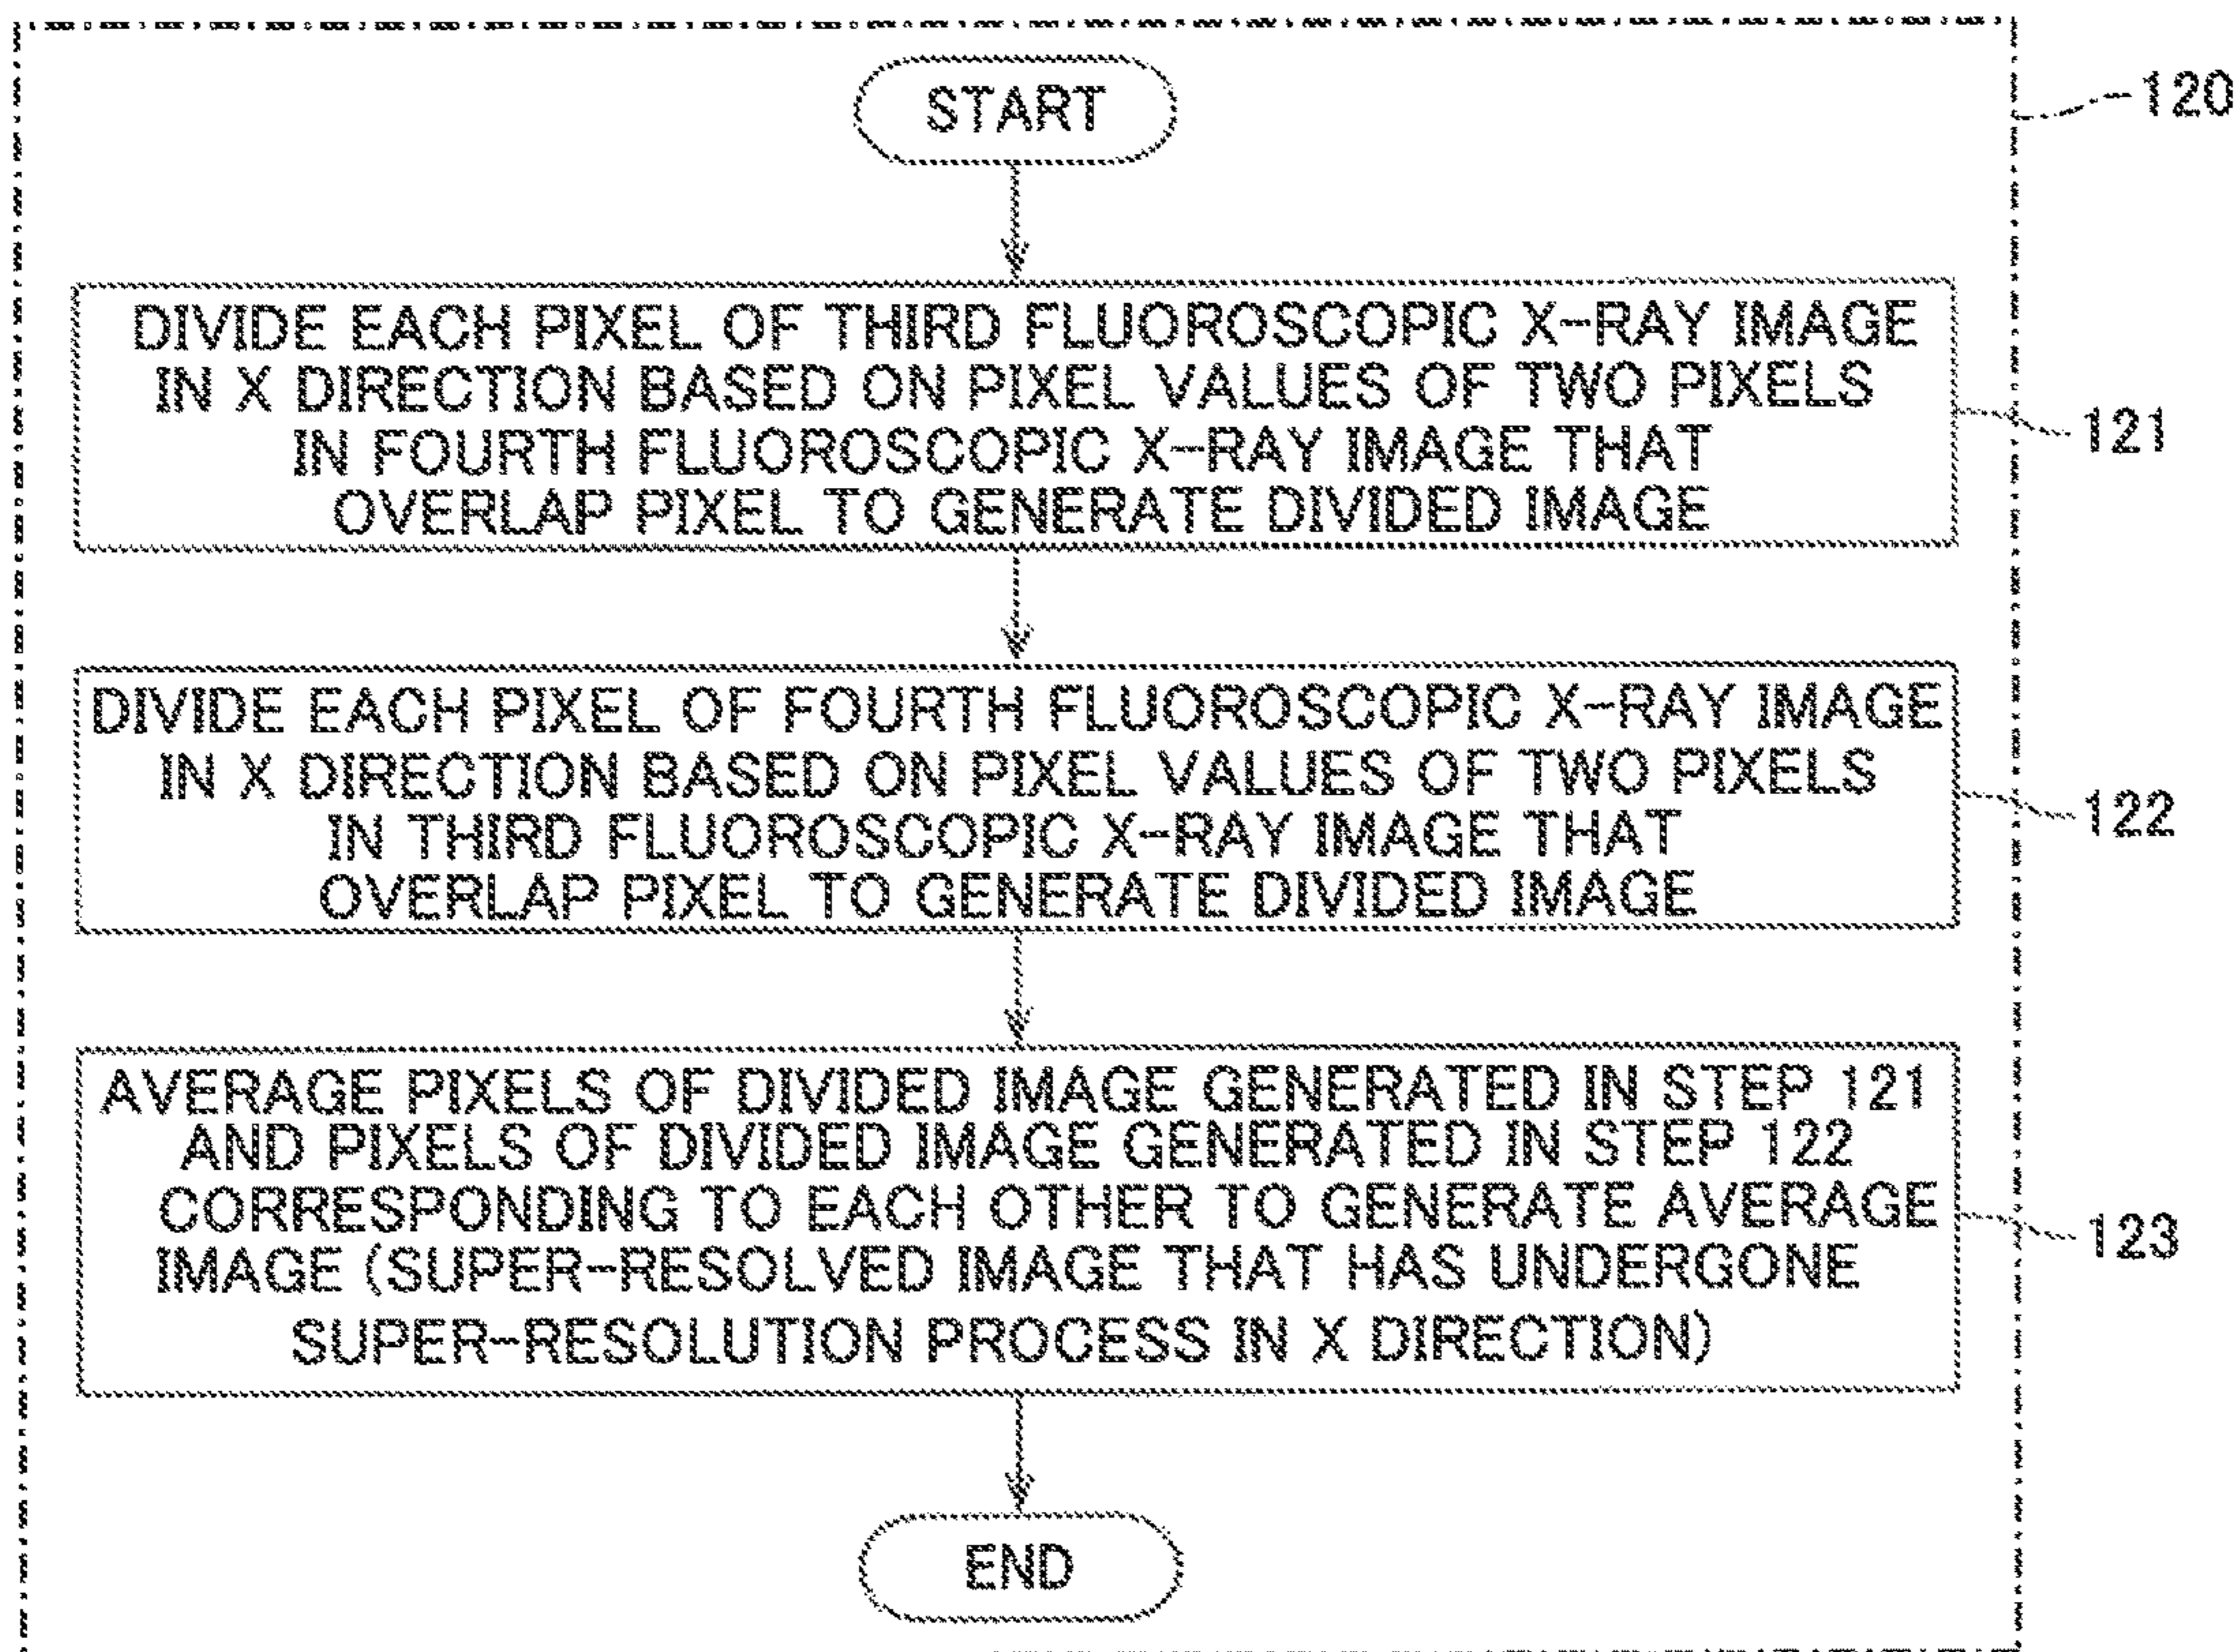 START
120
DIVIDE EACH PIXEL OF THIRD FLUOROSCOPIC X-RAY IMAGE
IN X DIRECTION BASED ON PIXEL VALUES OF TWO PIXELS
IN FOURTH FLUOROSCOPIC X-RAY IMAGE THAT
OVERLAP PIXEL TO GENERATE DIVIDED IMAGE
121
DIVIDE EACH PIXEL OF FOURTH FLUOROSCOPIC X-RAY IMAGE
IN X DIRECTION BASED ON PIXEL VALUES OF TWO PIXELS
IN THIRD FLUOROSCOPIC X-RAY IMAGE THAT
OVERLAP PIXEL TO GENERATE DIVIDED IMAGE
122
AVERAGE PIXELS OF DIVIDED IMAGE GENERATED IN STEP 121
AND PIXELS OF DIVIDED IMAGE GENERATED IN STEP 122
CORRESPONDING TO EACH OTHER TO GENERATE AVERAGE
IMAGE (SUPER-RESOLVED IMAGE THAT HAS UNDERGONE
SUPER-RESOLUTION PROCESS IN X DIRECTION)
123
END